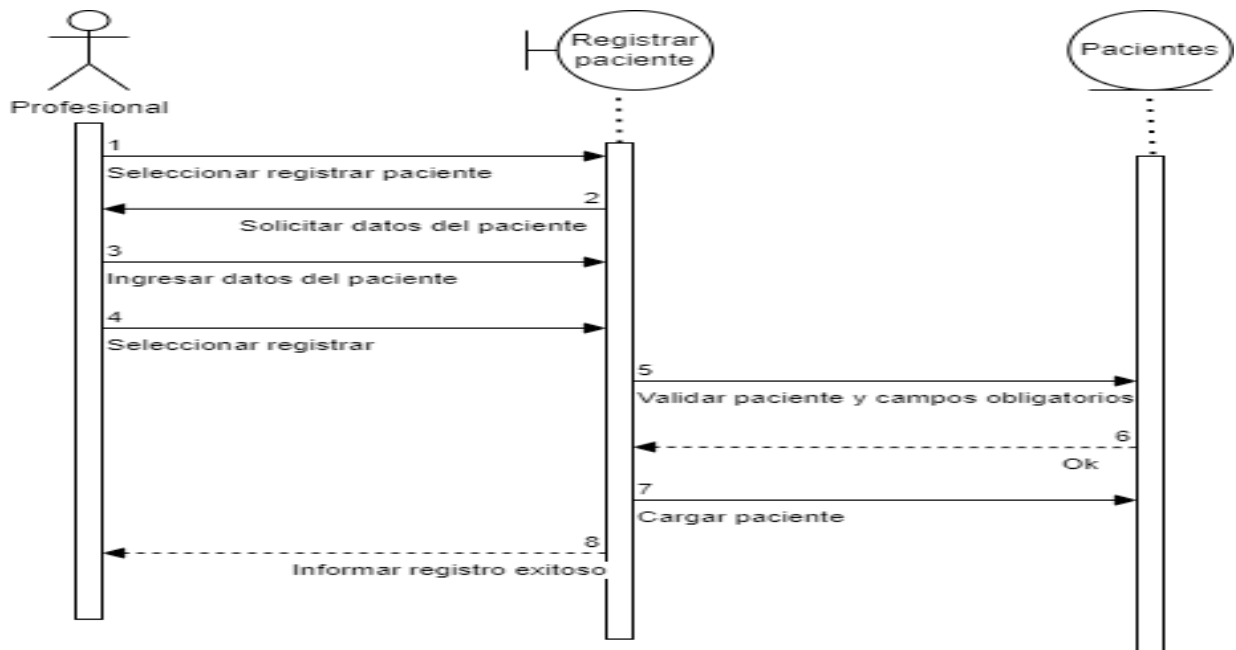 Registrar
paciente
Pacientes
Profesional
1
Seleccionar registrar paciente
2
Solicitar datos del paciente
3
Ingresar datos del paciente
4
Seleccionar registrar
5
Validar paciente y campos obligatorios
6
Ok
7
Cargar paciente
8
Informar registro exitoso